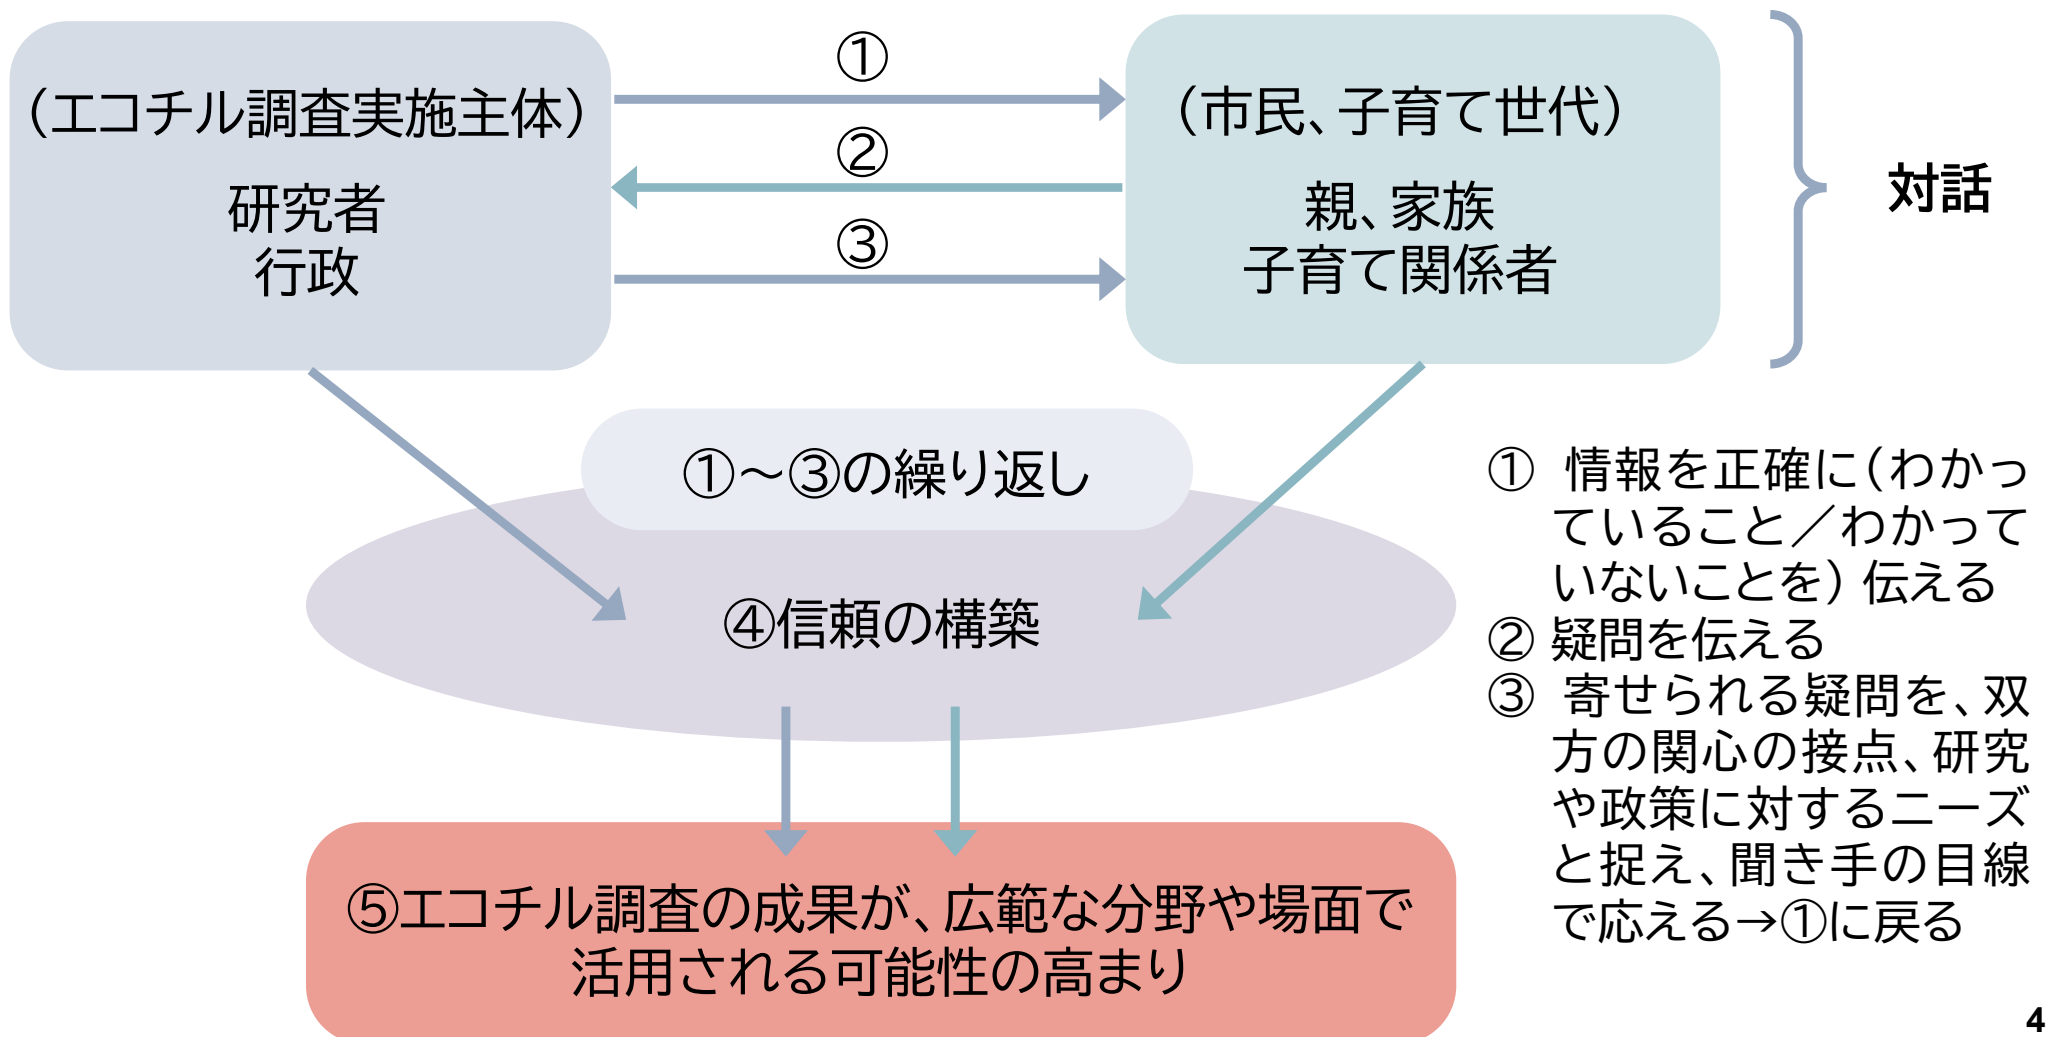 ①
（エコチル調査実施主体）
研究者
行政
②
③
（市民、子育て世代）
親、家族
子育て関係者
対話
①～③の繰り返し
④信頼の構築
⑤エコチル調査の成果が、広範な分野や場面で
活用される可能性の高まり
① 情報を正確に（わかっ
ていること／わかって
いないことを）伝える
② 疑問を伝える
③ 寄せられる疑問を、双
方の関心の接点、研究
や政策に対するニーズ
と捉え、聞き手の目線
で応える→①に戻る
4